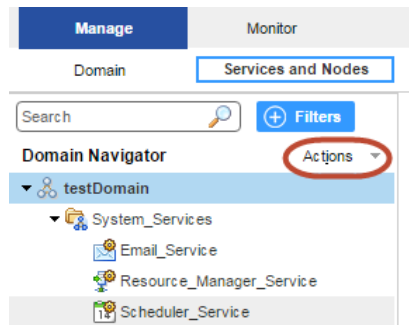 Manage Monitor
Domain Services and Nodes
Search Filters
Domain Navigator Actions
testDomain
System_Services
Email_Service
Resource_Manager_Service
Scheduler_Service